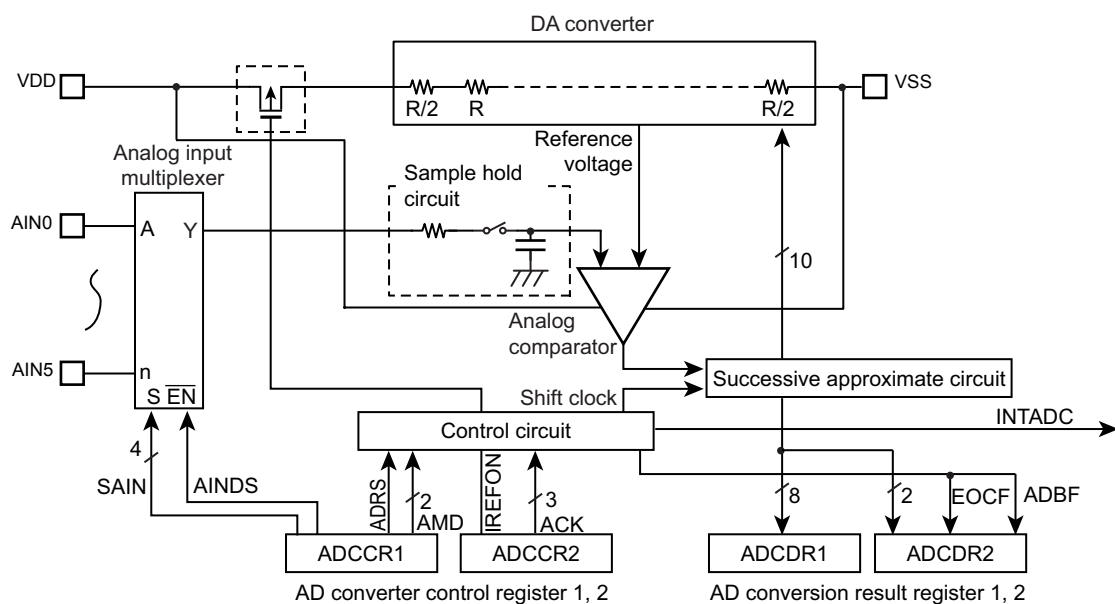 DA converter
VDD
VSS
R/2
R
R/2
Analog input
multiplexer
Reference
voltage
Sample hold
circuit
AIN0
A
Y
10
Analog
comparator
AIN5
n
S
EN
Successive approximate circuit
Shift clock
INTADC
Control circuit
4
SAIN
AINDS
ADRS
2
AMD
IREFON
3
ACK
8
2
EOCF
ADBF
ADCCR1
ADCCR2
ADCDR1
ADCDR2
AD converter control register 1, 2
AD conversion result register 1, 2